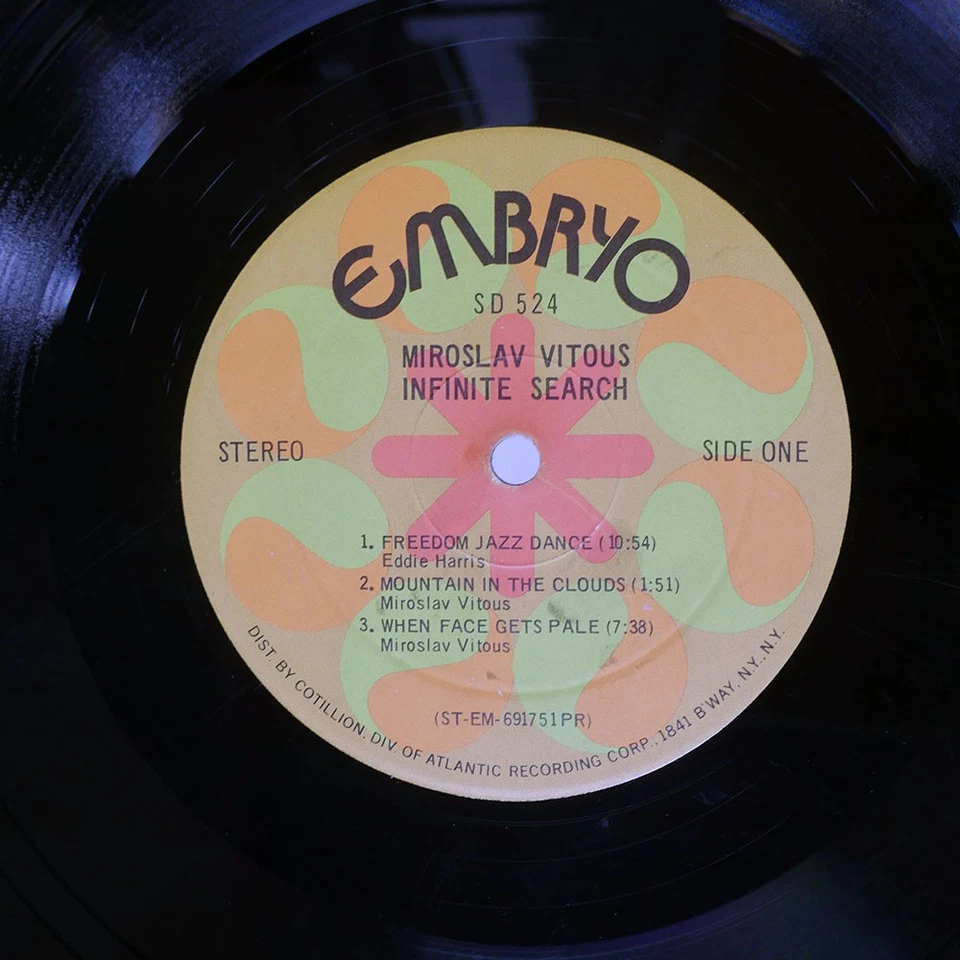 EMBRYO
SD 524
MIROSLAV VITOUS
INFINITE SEARCH
STEREO
SIDE ONE
1. FREEDOM JAZZ DANCE (10:54)
Eddie Harris
2. MOUNTAIN IN THE CLOUDS (1:51)
Miroslav Vitous
3. WHEN FACE GETS PALE (7:38)
Miroslav Vitous
(ST-EM-691751PR)
DIST. BY COTILLION, DIV. OF ATLANTIC RECORDING CORP., 1841 B'WAY, N.Y., N.Y.